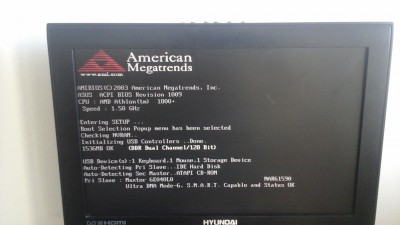 American
Megatrends
www.ami.com
AMIBIOS(C)2003 American Megatrends, Inc.
ASUS ACPI BIOS Revision 1009
CPU : AMD Athlon(tm) 1800+
Speed : 1.50 GHz
Entering SETUP ...
Boot Selection Popup menu has been selected
Checking NVRAM..
Initializing USB Controllers ..Done.
1536MB OK (DDR Dual Channel/128 Bit)
USB Device(s):1 Keyboard,1 Mouse,1 Storage Device
Auto-Detecting Pri Slave...IDE Hard Disk
Auto-Detecting Sec Master..ATAPI CD-ROM
Pri Slave : Maxtor 6E040L0 NAR61590
Ultra DMA Mode-6, S.M.A.R.T. Capable and Status OK
HDMI
HYUNDAI